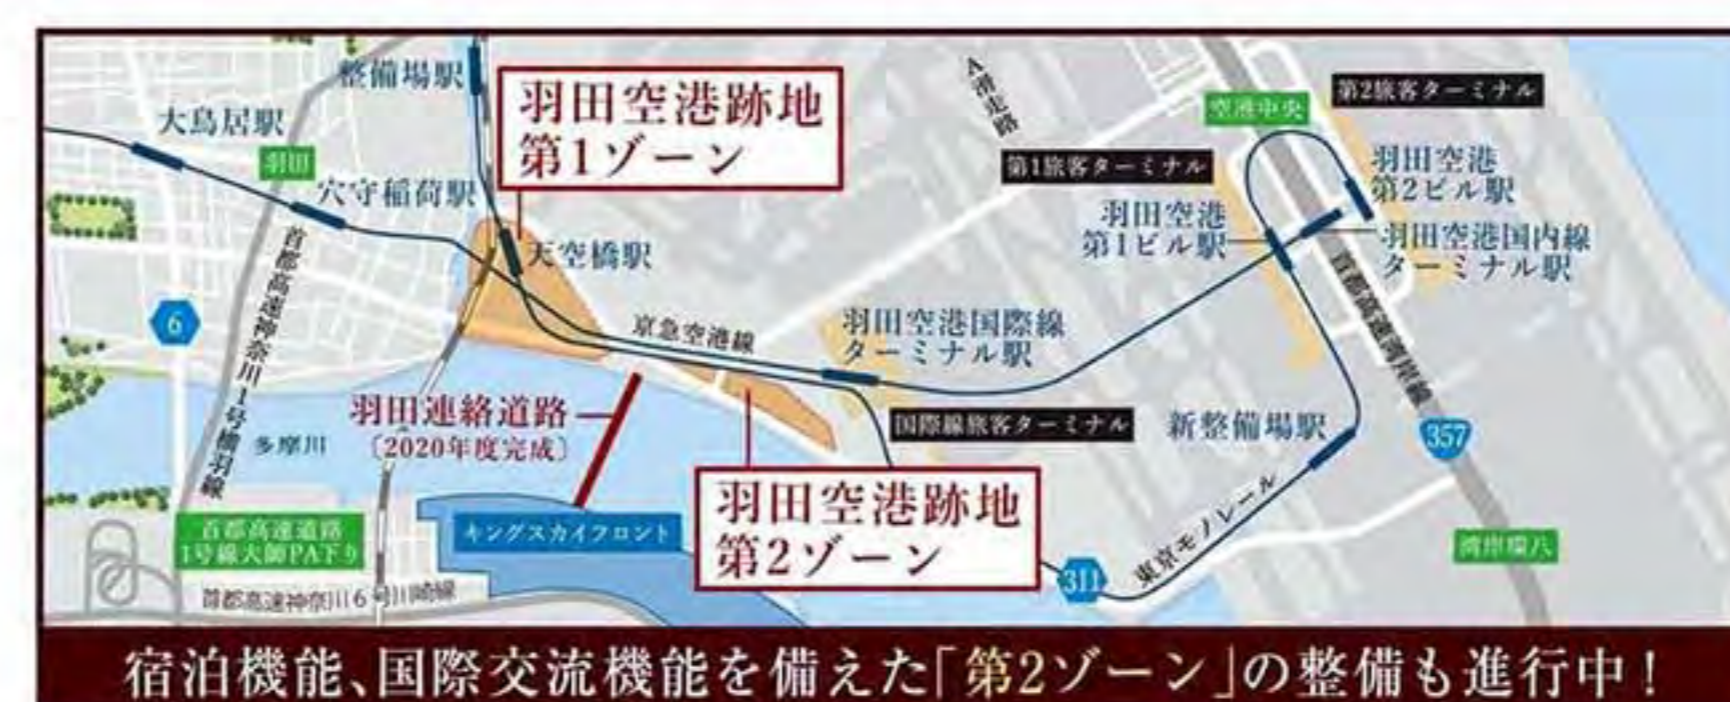 整備場駅
羽田空港跡地
第1ゾーン
A滑走路
空港中央
第2旅客ターミナル
大鳥居駅
羽田
穴守稲荷駅
第1旅客ターミナル
羽田空港
第2ビル駅
羽田空港
第1ビル駅
羽田空港国内線
ターミナル駅
天空橋駅
首都高速神奈川1号横羽線
6
京急空港線
羽田空港国際線
ターミナル駅
首都高速湾岸線
羽田連絡道路
〔2020年度完成〕
多摩川
国際線旅客ターミナル
新整備場駅
357
羽田空港跡地
第2ゾーン
首都高速道路
1号線大師PA下り
キングスカイフロント
東京モノレール
湾岸環八
311
首都高速神奈川6号川崎線
宿泊機能、国際交流機能を備えた「第2ゾーン」の整備も進行中!